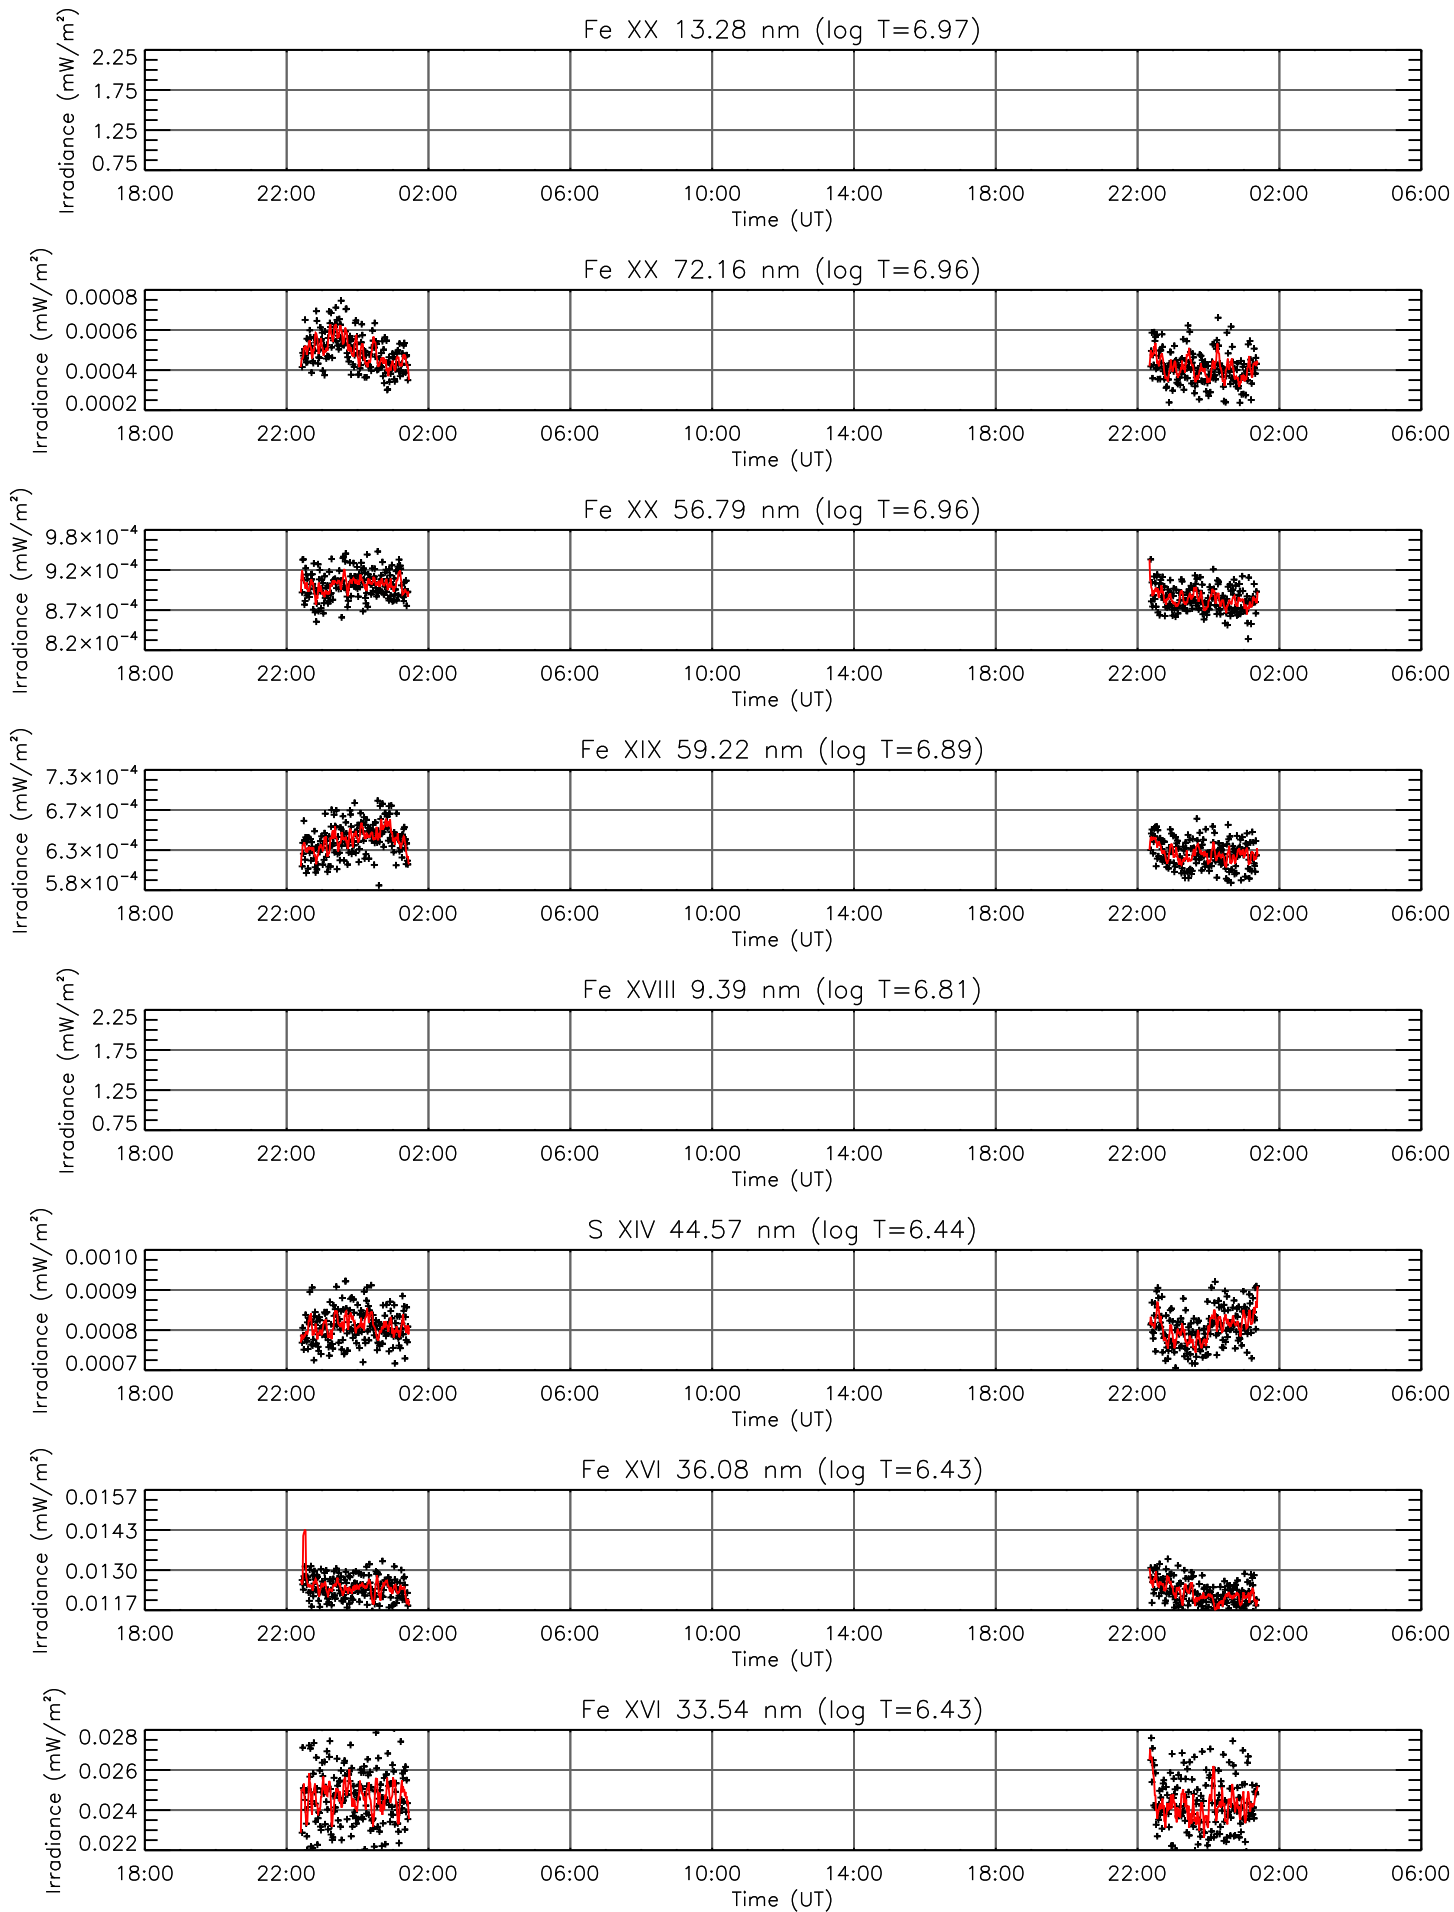 Fe XX 13.28 nm (log T=6.97)
Irradiance (mW/m²)
2.25
1.75
1.25
0.75
18:00 22:00 02:00 06:00 10:00 14:00 18:00 22:00 02:00 06:00
Time (UT)
Fe XX 72.16 nm (log T=6.96)
Irradiance (mW/m²)
0.0008
0.0006
0.0004
0.0002
18:00 22:00 02:00 06:00 10:00 14:00 18:00 22:00 02:00 06:00
Time (UT)
Fe XX 56.79 nm (log T=6.96)
Irradiance (mW/m²)
9.8×10⁻⁴
9.2×10⁻⁴
8.7×10⁻⁴
8.2×10⁻⁴
18:00 22:00 02:00 06:00 10:00 14:00 18:00 22:00 02:00 06:00
Time (UT)
Fe XIX 59.22 nm (log T=6.89)
Irradiance (mW/m²)
7.3×10⁻⁴
6.7×10⁻⁴
6.3×10⁻⁴
5.8×10⁻⁴
18:00 22:00 02:00 06:00 10:00 14:00 18:00 22:00 02:00 06:00
Time (UT)
Fe XVIII 9.39 nm (log T=6.81)
Irradiance (mW/m²)
2.25
1.75
1.25
0.75
18:00 22:00 02:00 06:00 10:00 14:00 18:00 22:00 02:00 06:00
Time (UT)
S XIV 44.57 nm (log T=6.44)
Irradiance (mW/m²)
0.0010
0.0009
0.0008
0.0007
18:00 22:00 02:00 06:00 10:00 14:00 18:00 22:00 02:00 06:00
Time (UT)
Fe XVI 36.08 nm (log T=6.43)
Irradiance (mW/m²)
0.0157
0.0143
0.0130
0.0117
18:00 22:00 02:00 06:00 10:00 14:00 18:00 22:00 02:00 06:00
Time (UT)
Fe XVI 33.54 nm (log T=6.43)
Irradiance (mW/m²)
0.028
0.026
0.024
0.022
18:00 22:00 02:00 06:00 10:00 14:00 18:00 22:00 02:00 06:00
Time (UT)